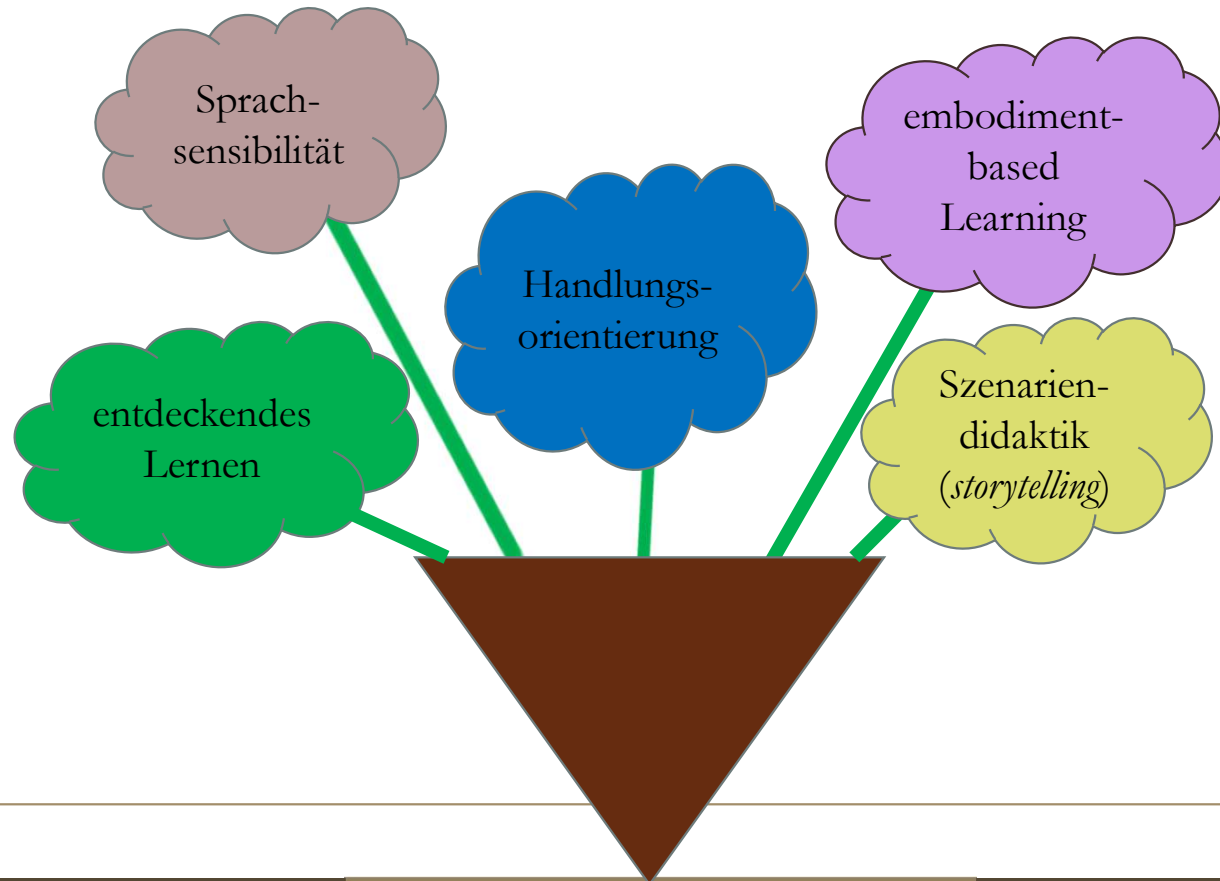 Sprach-
sensibilität
embodiment-
based
Learning
Handlungs-
orientierung
entdeckendes
Lernen
Szenarien-
didaktik
(storytelling)